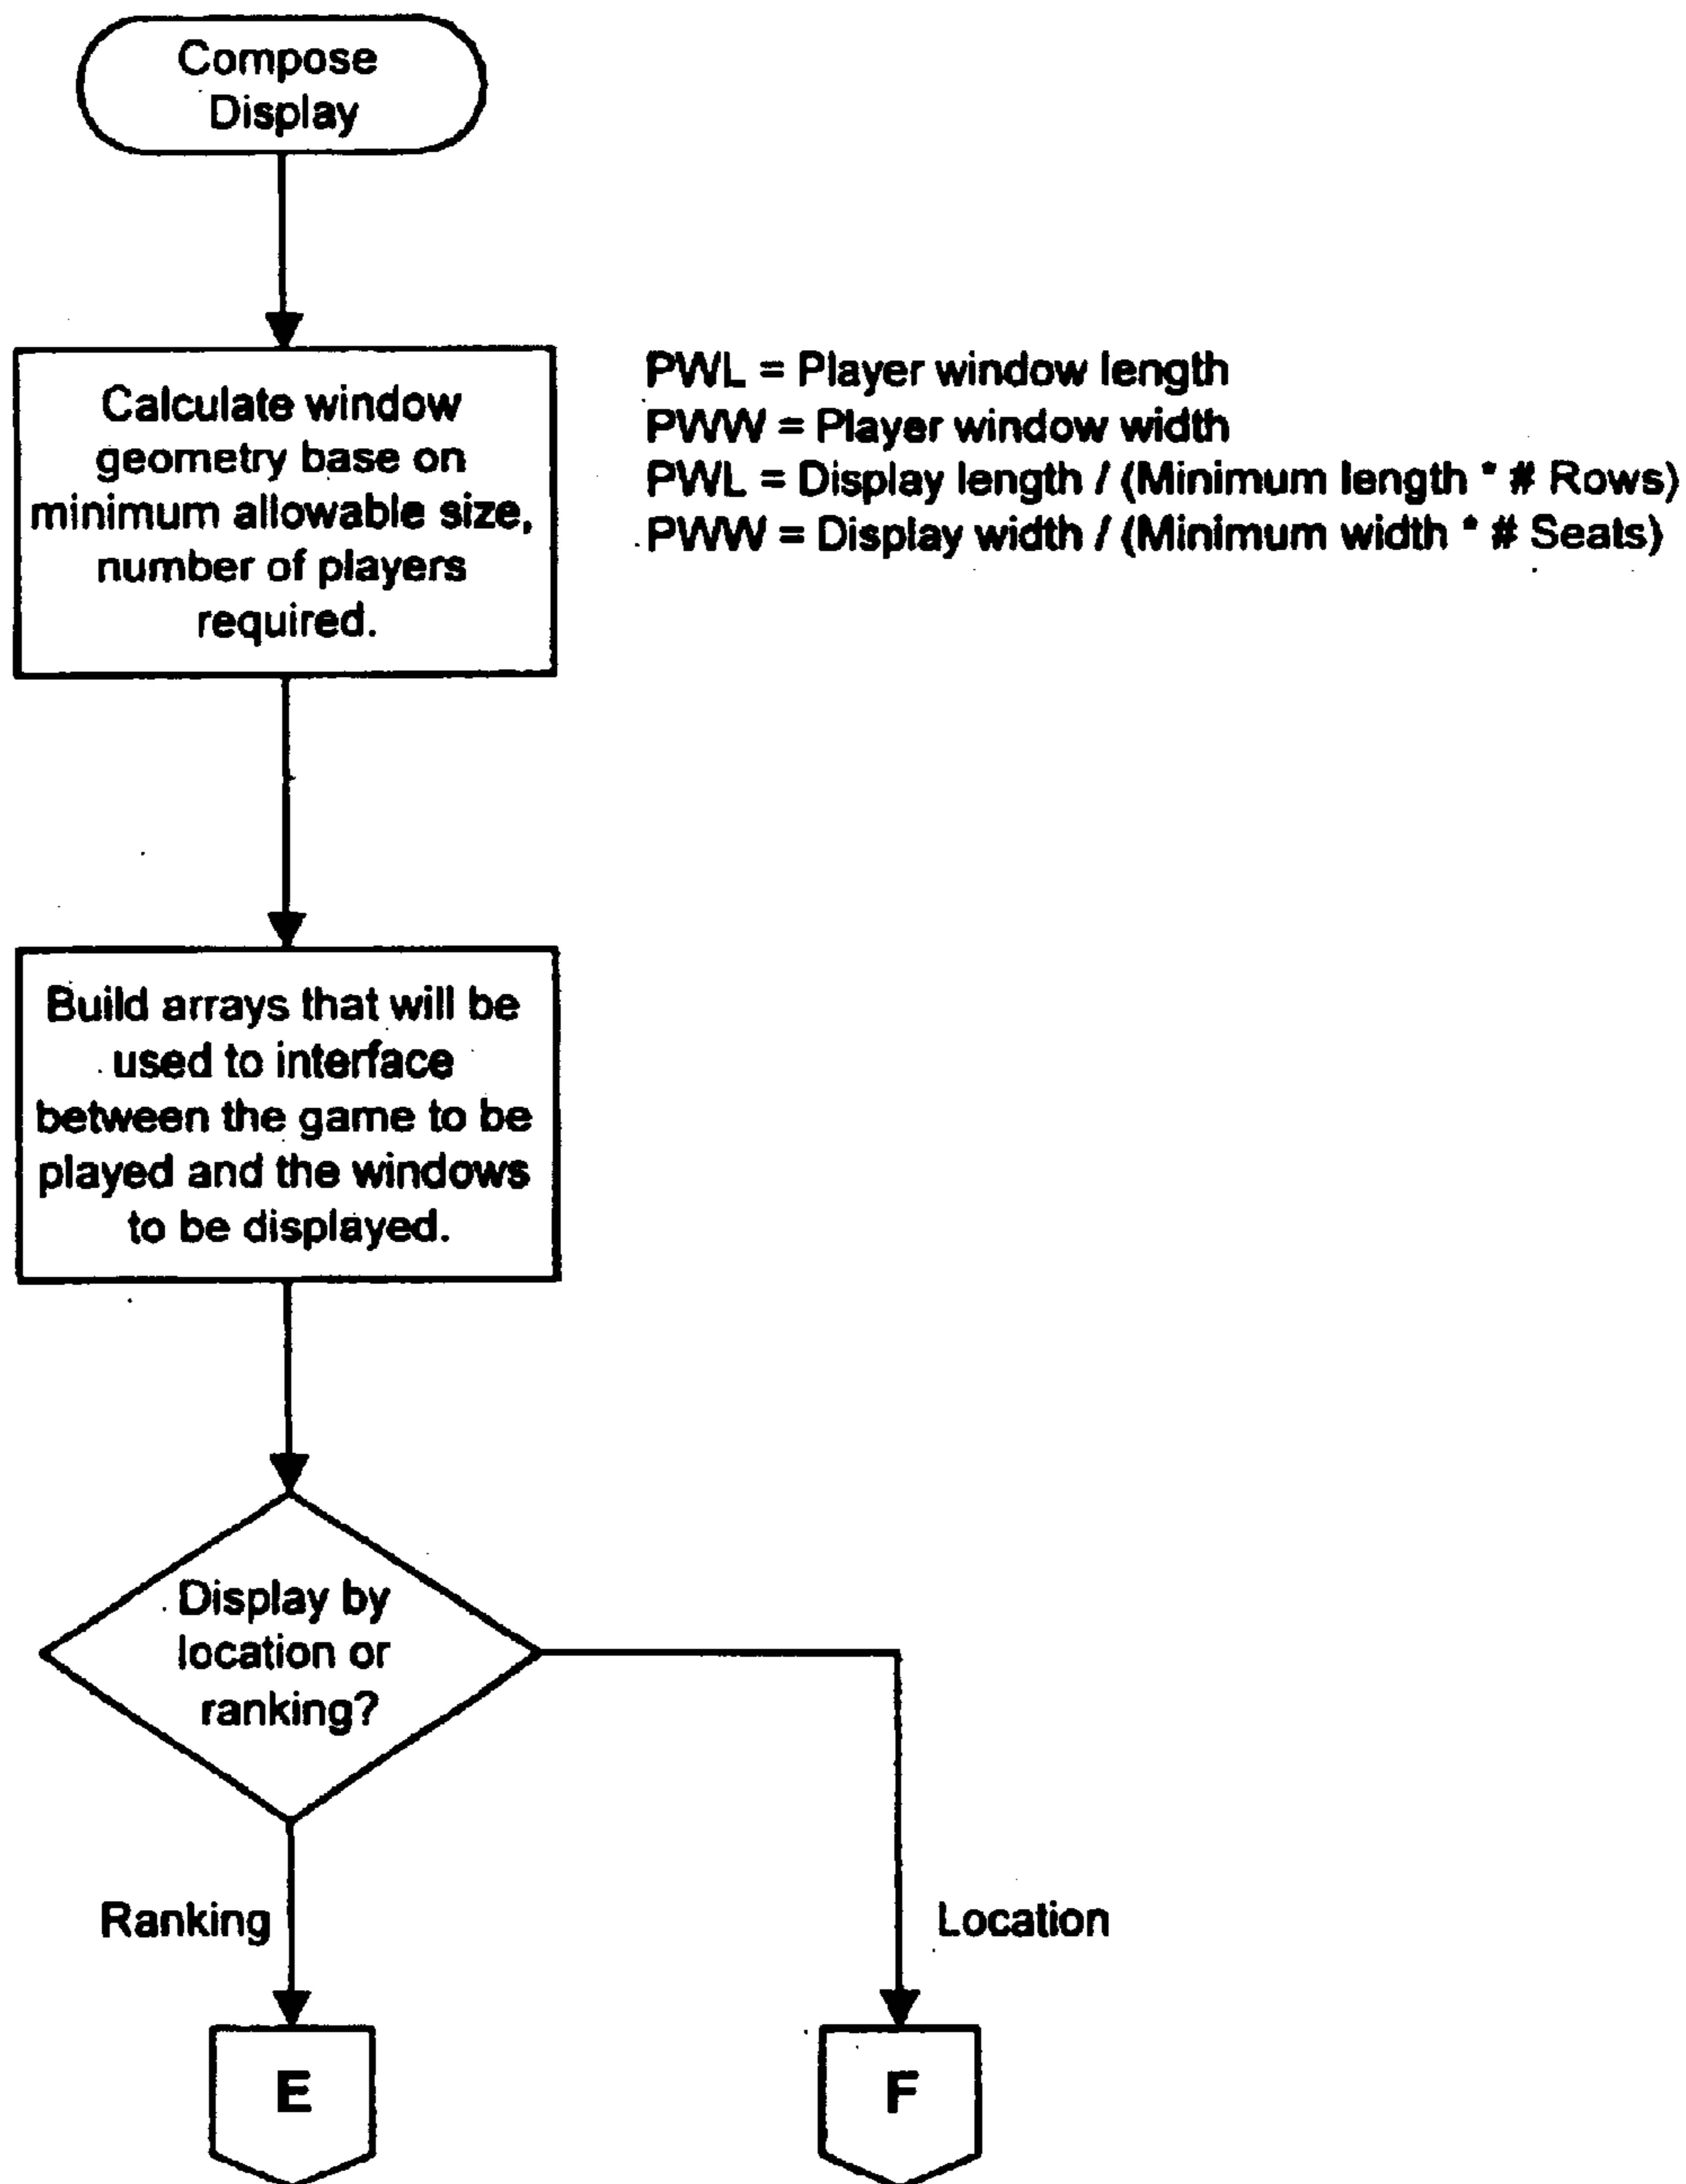 Compose
Display
Calculate window
geometry base on
minimum allowable size,
number of players
required.
PWL = Player window length
PWW = Player window width
PWL = Display length / (Minimum length * # Rows)
PWW = Display width / (Minimum width * # Seats)
Build arrays that will be
used to interface
between the game to be
played and the windows
to be displayed.
Display by
location or
ranking?
Ranking
Location
E
F